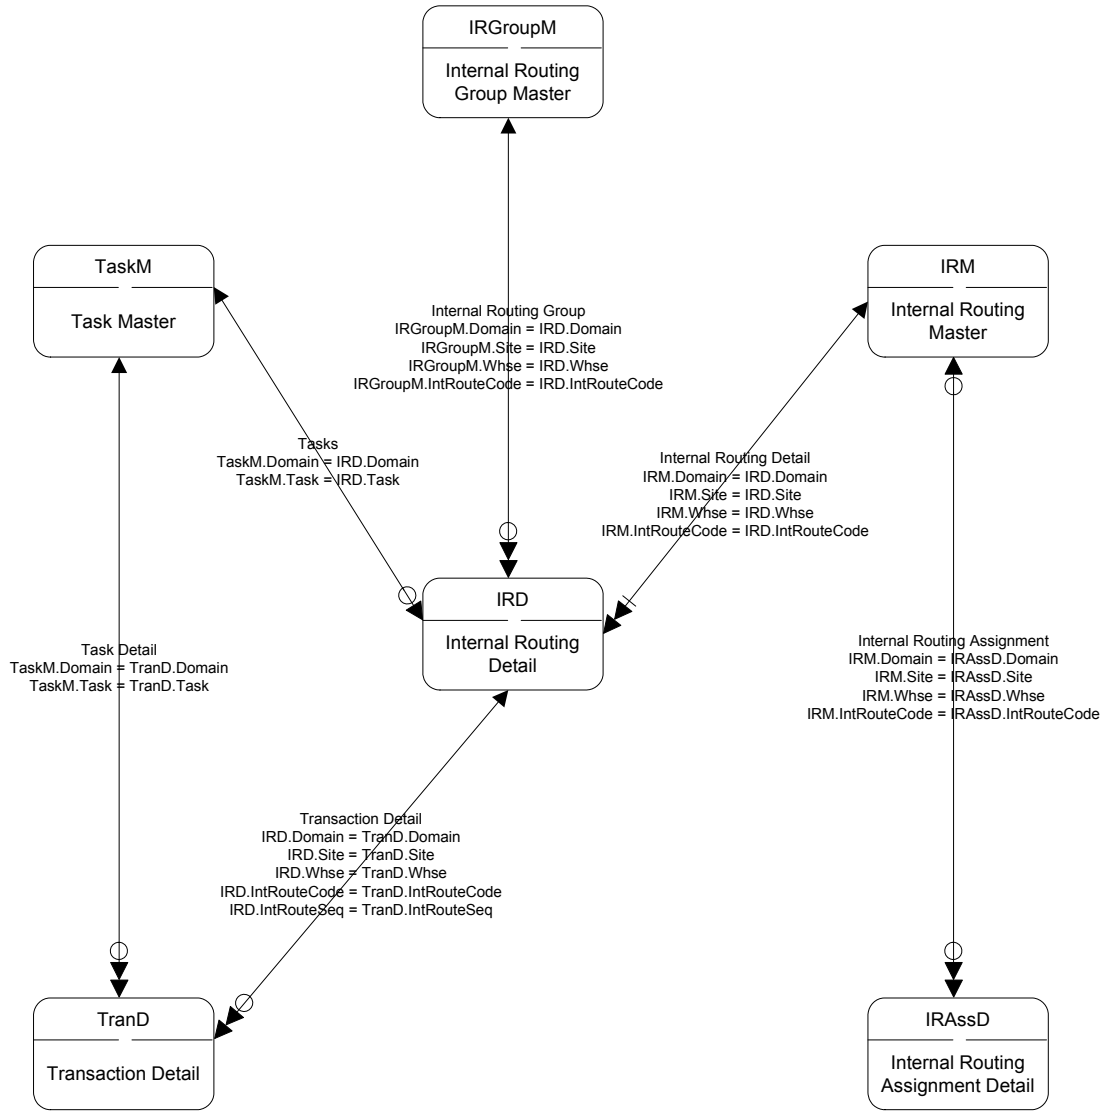 IRGroupM
Internal Routing
Group Master
TaskM
Task Master
IRM
Internal Routing
Master
Internal Routing Group
IRGroupM.Domain = IRD.Domain
IRGroupM.Site = IRD.Site
IRGroupM.Whse = IRD.Whse
IRGroupM.IntRouteCode = IRD.IntRouteCode
Tasks
TaskM.Domain = IRD.Domain
TaskM.Task = IRD.Task
Internal Routing Detail
IRM.Domain = IRD.Domain
IRM.Site = IRD.Site
IRM.Whse = IRD.Whse
IRM.IntRouteCode = IRD.IntRouteCode
IRD
Internal Routing
Detail
Task Detail
TaskM.Domain = TranD.Domain
TaskM.Task = TranD.Task
Internal Routing Assignment
IRM.Domain = IRAssD.Domain
IRM.Site = IRAssD.Site
IRM.Whse = IRAssD.Whse
IRM.IntRouteCode = IRAssD.IntRouteCode
Transaction Detail
IRD.Domain = TranD.Domain
IRD.Site = TranD.Site
IRD.Whse = TranD.Whse
IRD.IntRouteCode = TranD.IntRouteCode
IRD.IntRouteSeq = TranD.IntRouteSeq
TranD
Transaction Detail
IRAssD
Internal Routing
Assignment Detail